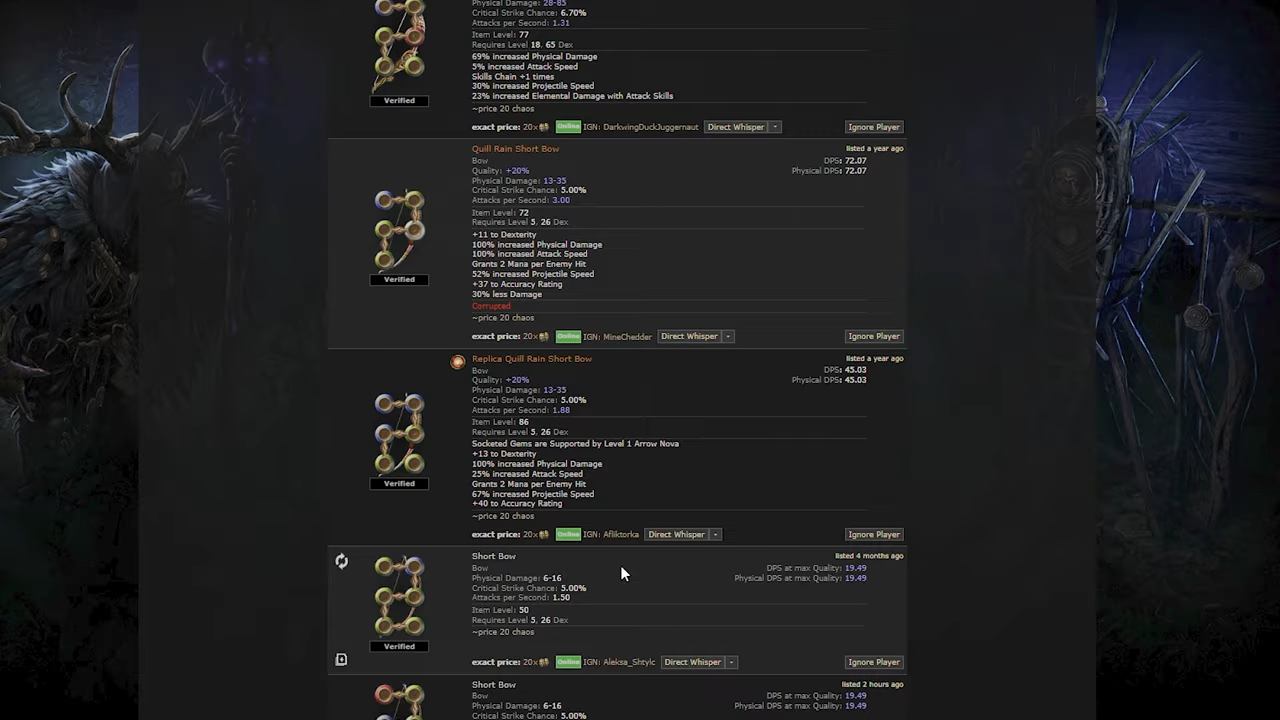 Physical Damage: 28-85
Critical Strike Chance: 6.70%
Attacks per Second: 1.31
Item Level: 77
Requires Level 18, 65 Dex
69% increased Physical Damage
5% increased Attack Speed
Skills Chain +1 times
30% increased Projectile Speed
23% increased Elemental Damage with Attack Skills
Verified
~price 20 chaos
exact price: 20× Online IGN: DarkwingDuckJuggernaut Direct Whisper Ignore Player
Quill Rain Short Bow listed a year ago
Bow DPS: 72.07
Quality: +20% Physical DPS: 72.07
Physical Damage: 13-35
Critical Strike Chance: 5.00%
Attacks per Second: 3.00
Item Level: 72
Requires Level 5, 26 Dex
+11 to Dexterity
100% increased Physical Damage
100% increased Attack Speed
Grants 2 Mana per Enemy Hit
52% increased Projectile Speed
Verified
+37 to Accuracy Rating
30% less Damage
Corrupted
~price 20 chaos
exact price: 20× Online IGN: MineChedder Direct Whisper Ignore Player
Replica Quill Rain Short Bow listed a year ago
Bow DPS: 45.03
Quality: +20% Physical DPS: 45.03
Physical Damage: 13-35
Critical Strike Chance: 5.00%
Attacks per Second: 1.88
Item Level: 86
Requires Level 5, 26 Dex
Socketed Gems are Supported by Level 1 Arrow Nova
+13 to Dexterity
100% increased Physical Damage
25% increased Attack Speed
Verified
Grants 2 Mana per Enemy Hit
67% increased Projectile Speed
+40 to Accuracy Rating
~price 20 chaos
exact price: 20× Online IGN: Afliktorka Direct Whisper Ignore Player
Short Bow listed 4 months ago
Bow DPS at max Quality: 19.49
Physical Damage: 6-16 Physical DPS at max Quality: 19.49
Critical Strike Chance: 5.00%
Attacks per Second: 1.50
Item Level: 50
Requires Level 5, 26 Dex
~price 20 chaos
Verified
exact price: 20× Online IGN: Aleksa_Shtylc Direct Whisper Ignore Player
Short Bow listed 2 hours ago
Bow DPS at max Quality: 19.49
Physical Damage: 6-16 Physical DPS at max Quality: 19.49
Critical Strike Chance: 5.00%